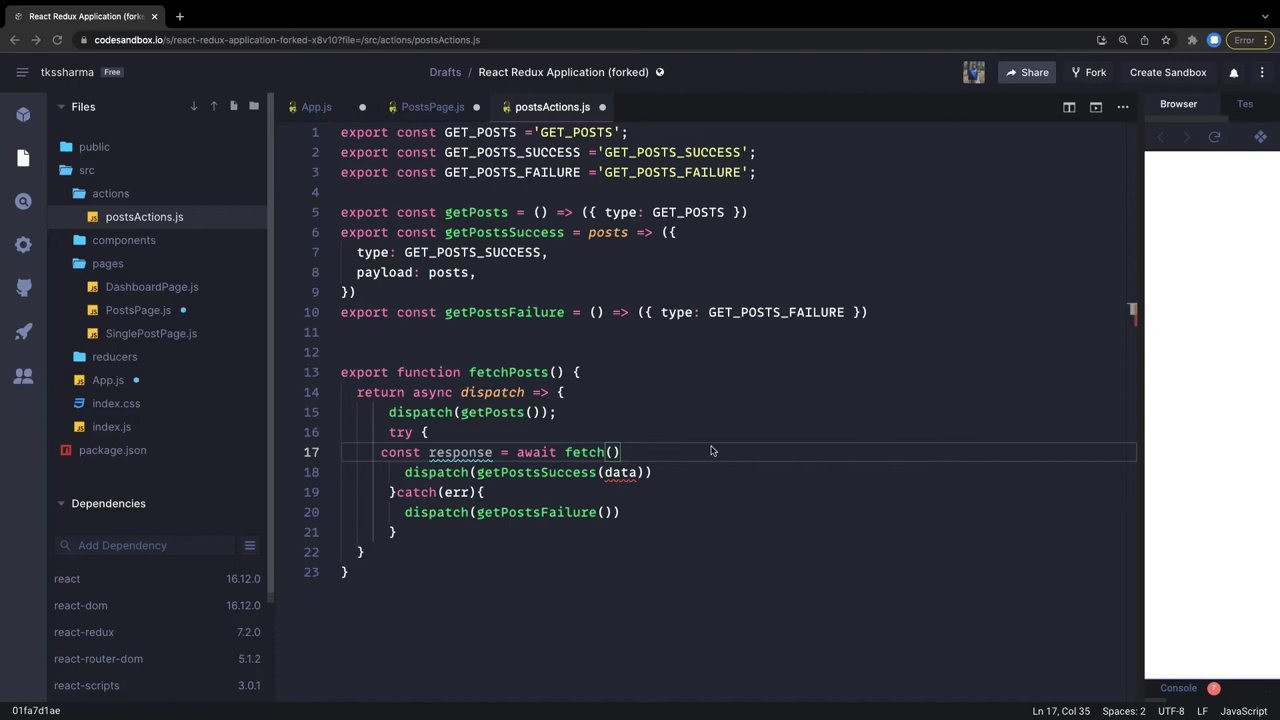 React Redux Application (forked
codesandbox.io/s/react-redux-application-forked-x8v10?file=/src/actions/postsActions.js
Error
tkssharma Free
Drafts / React Redux Application (forked)
Share
Fork
Create Sandbox
Files
App.js
PostsPage.js
postsActions.js
Browser
Tes
public
src
actions
postsActions.js
components
pages
DashboardPage.js
PostsPage.js
SinglePostPage.js
reducers
App.js
index.css
index.js
package.json
Dependencies
Add Dependency
react 16.12.0
react-dom 16.12.0
react-redux 7.2.0
react-router-dom 5.1.2
react-scripts 3.0.1
1 export const GET_POSTS ='GET_POSTS';
2 export const GET_POSTS_SUCCESS ='GET_POSTS_SUCCESS';
3 export const GET_POSTS_FAILURE ='GET_POSTS_FAILURE';
4
5 export const getPosts = () => ({ type: GET_POSTS })
6 export const getPostsSuccess = posts => ({
7 type: GET_POSTS_SUCCESS,
8 payload: posts,
9 })
10 export const getPostsFailure = () => ({ type: GET_POSTS_FAILURE })
11
12
13 export function fetchPosts() {
14 return async dispatch => {
15 dispatch(getPosts());
16 try {
17 const response = await fetch()
18 dispatch(getPostsSuccess(data))
19 }catch(err){
20 dispatch(getPostsFailure())
21 }
22 }
23 }
Console 7
01fa7d1ae
Ln 17, Col 35
Spaces: 2
UTF-8
LF
JavaScript